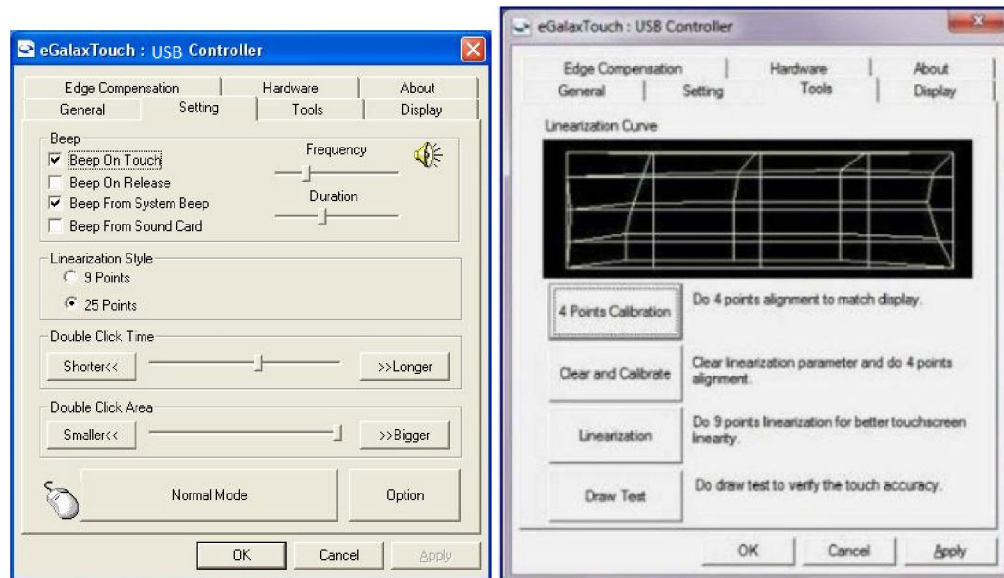 eGalaxTouch : USB Controller
Edge Compensation Hardware About
General Setting Tools Display
Beep
Beep On Touch
Beep On Release
Beep From System Beep
Beep From Sound Card
Frequency
Duration
Linearization Style
9 Points
25 Points
Double Click Time
Shorter<< >>Longer
Double Click Area
Smaller<< >>Bigger
Normal Mode Option
OK Cancel Apply
eGalaxTouch : USB Controller
Edge Compensation Hardware About
General Setting Tools Display
Linearization Curve
4 Points Calibration
Do 4 points alignment to match display.
Clear and Calibrate
Clear linearization parameter and do 4 points
alignment.
Linearization
Do 9 points linearization for better touchscreen
linearity.
Draw Test
Do draw test to verify the touch accuracy.
OK Cancel Apply